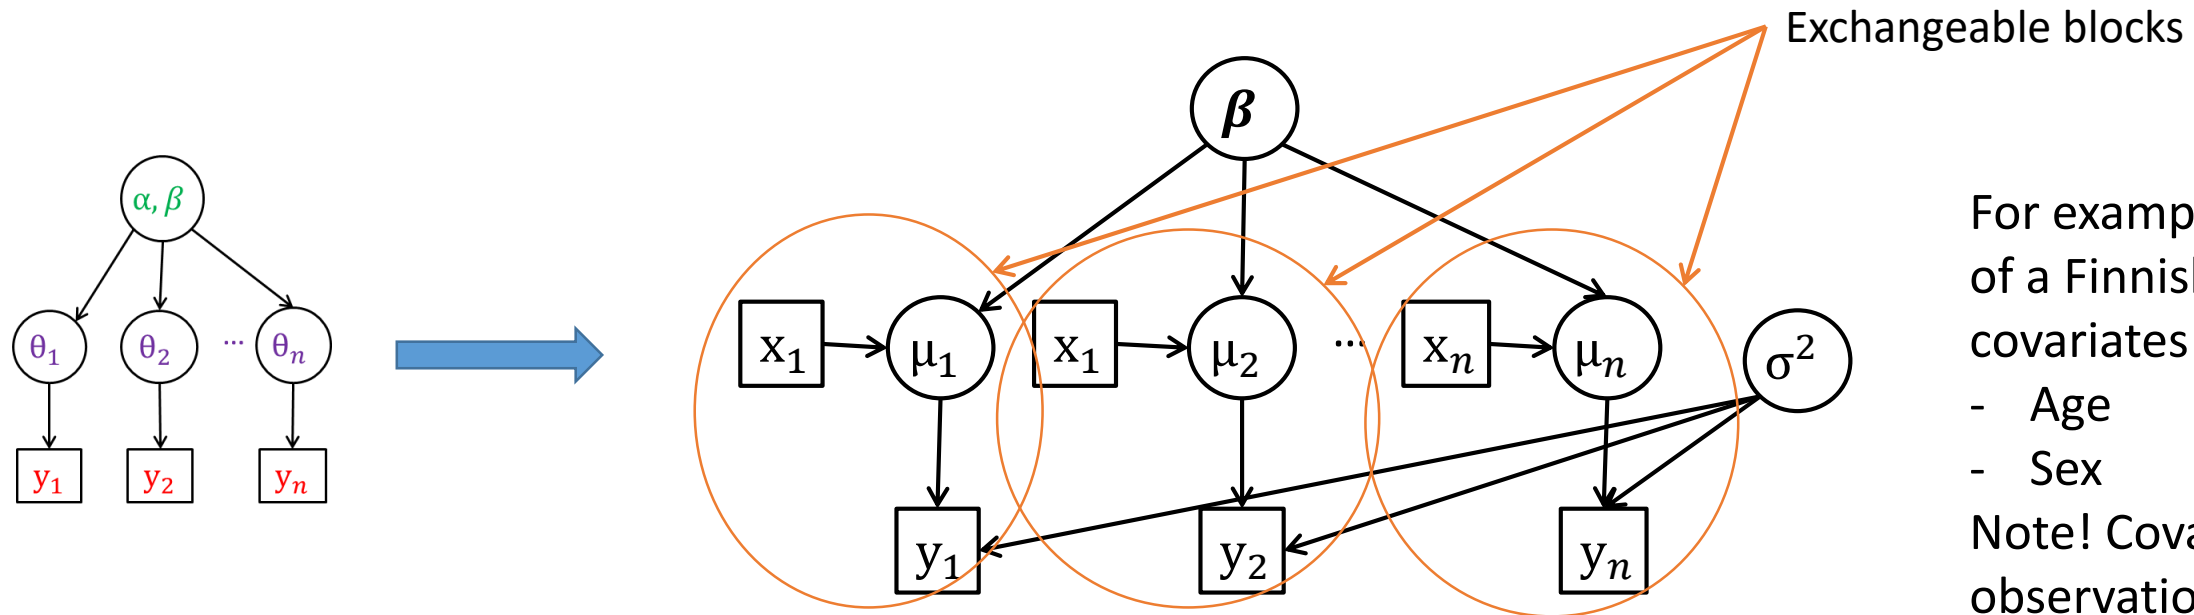 Exchangeable blocks
α, β
θ1 θ2 ... θn
y1 y2 yn
β
x1 μ1 x1 μ2 ... xn μn σ²
y1 y2 yn
For examp
of a Finnis
covariates
- Age
- Sex
Note! Cova
observatio